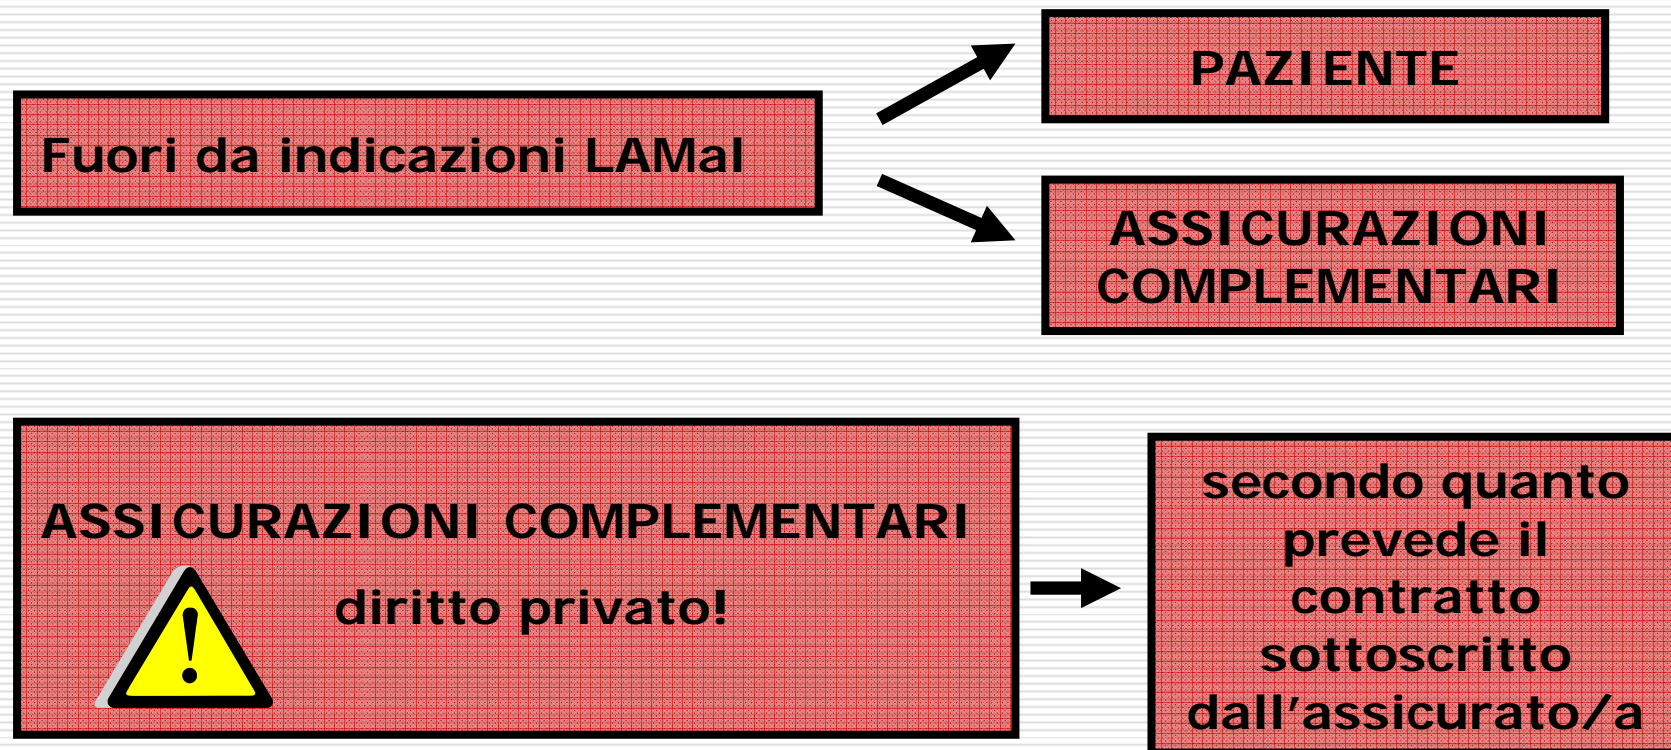 PAZIENTE
Fuori da indicazioni LAMal
ASSICURAZIONI
COMPLEMENTARI
ASSICURAZIONI COMPLEMENTARI
diritto privato!
!
secondo quanto
prevede il
contratto
sottoscritto
dall'assicurato/a